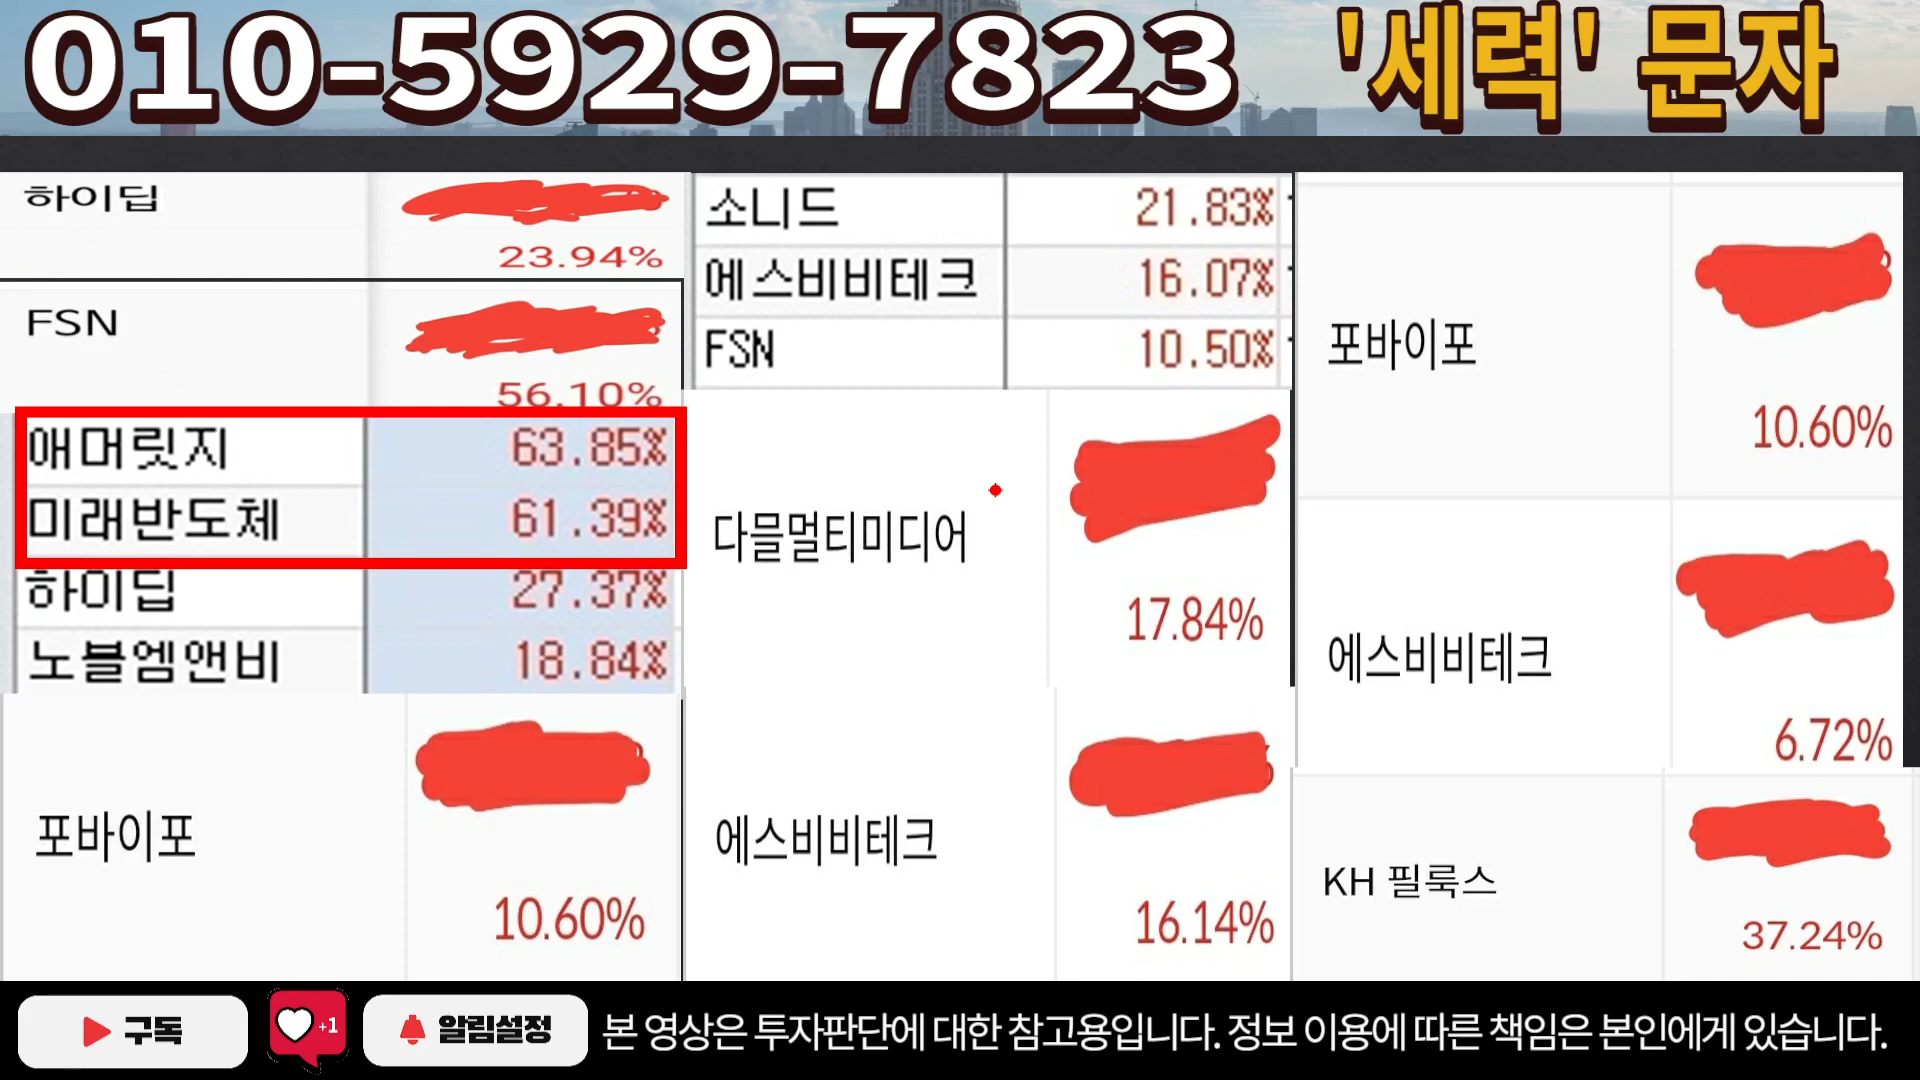 010-5929-7823 '세력' 문자
하이딥
23.94%
FSN
56.10%
애머릿지 63.85%
미래반도체 61.39%
하이딥 27.37%
노블엠앤비 18.84%
포바이포
10.60%
소니드 21.83%
에스비비테크 16.07%
FSN 10.50%
다믈멀티미디어
17.84%
에스비비테크
16.14%
포바이포
10.60%
에스비비테크
6.72%
KH 필룩스
37.24%
구독 +1 알림설정 본 영상은 투자판단에 대한 참고용입니다. 정보 이용에 따른 책임은 본인에게 있습니다.